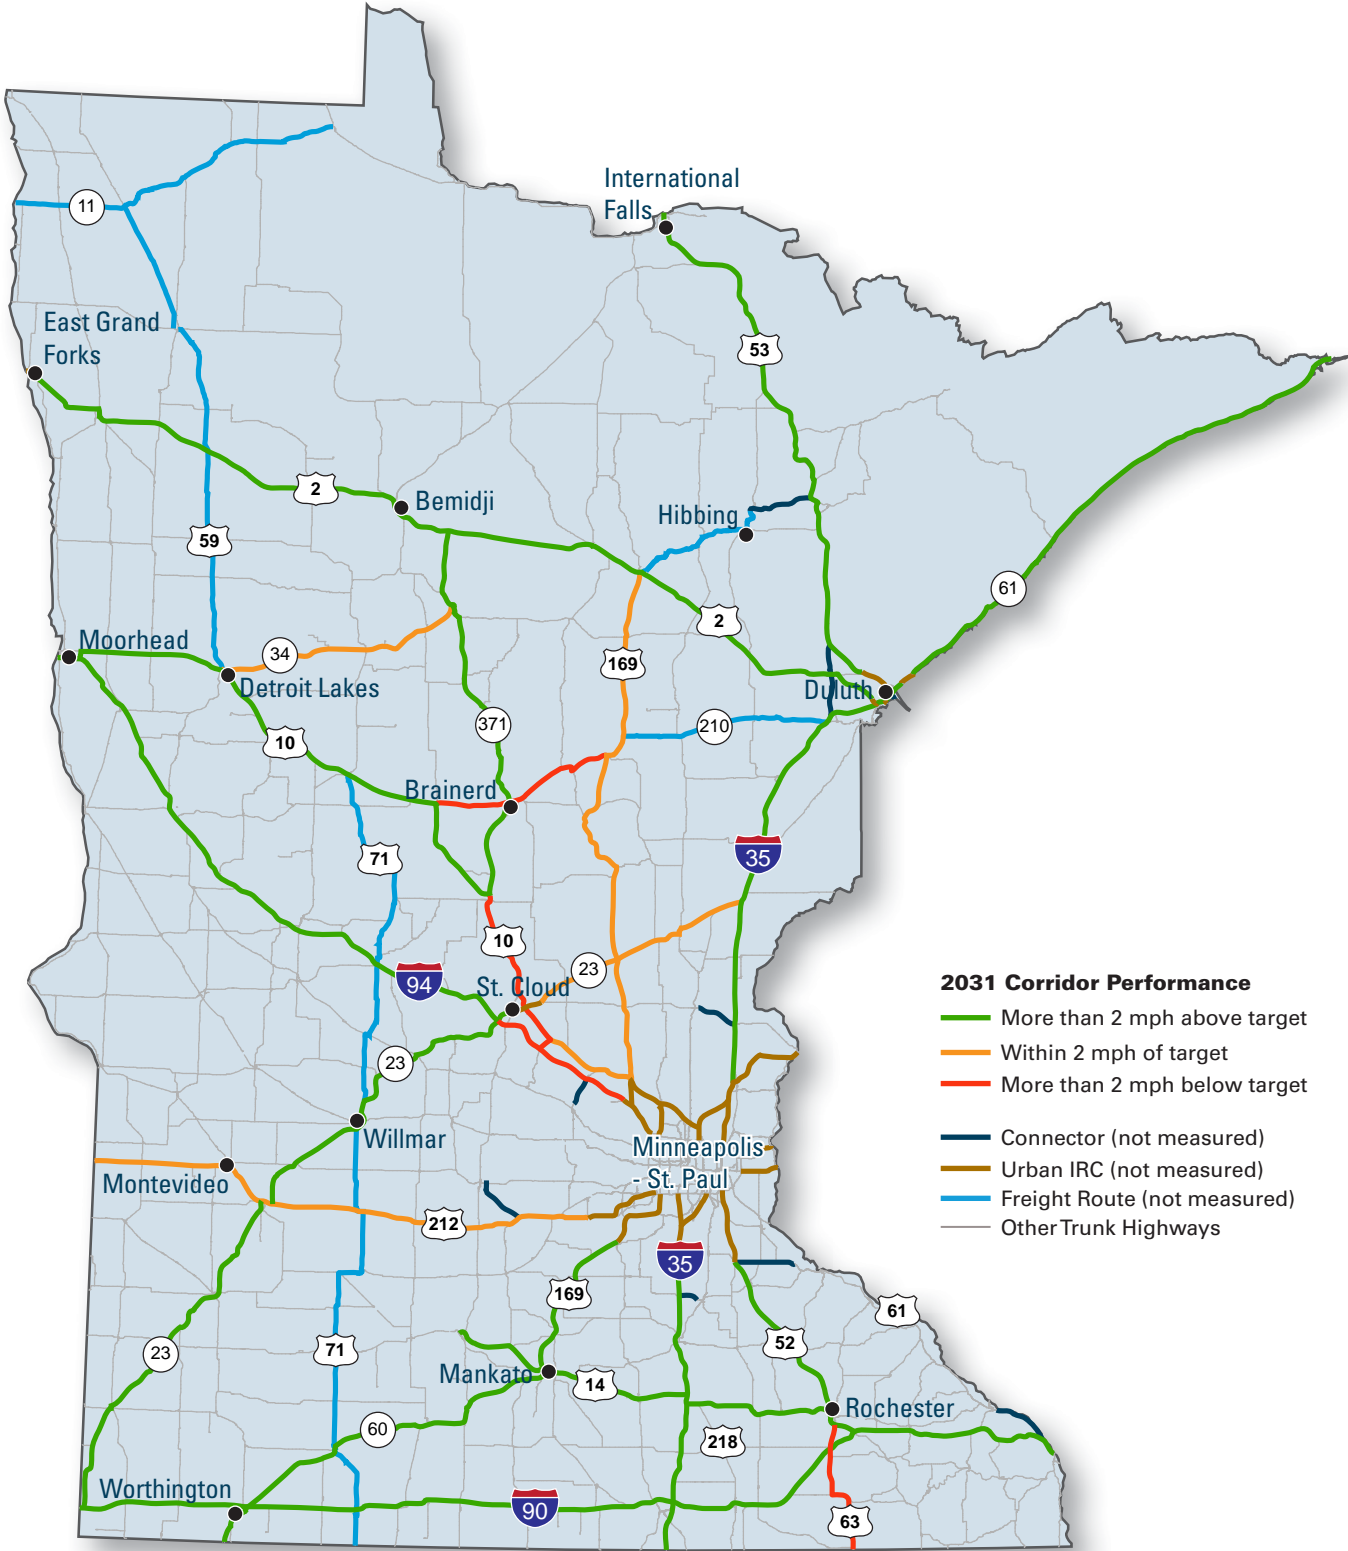 International
Falls
11
East Grand
Forks
53
2
Bemidji
Hibbing
59
61
2
Moorhead
34
169
Detroit Lakes
Duluth
371
210
10
Brainerd
35
71
10
23
94
St. Cloud
2031 Corridor Performance
More than 2 mph above target
Within 2 mph of target
More than 2 mph below target
Connector (not measured)
Urban IRC (not measured)
Freight Route (not measured)
Other Trunk Highways
23
Willmar
Minneapolis
- St. Paul
Montevideo
212
35
169
61
52
71
23
Mankato
14
Rochester
60
218
Worthington
90
63